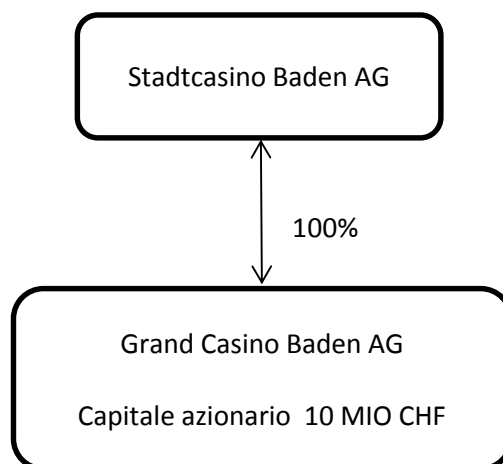 Stadtcasino Baden AG
100%
Grand Casino Baden AG
Capitale azionario 10 MIO CHF